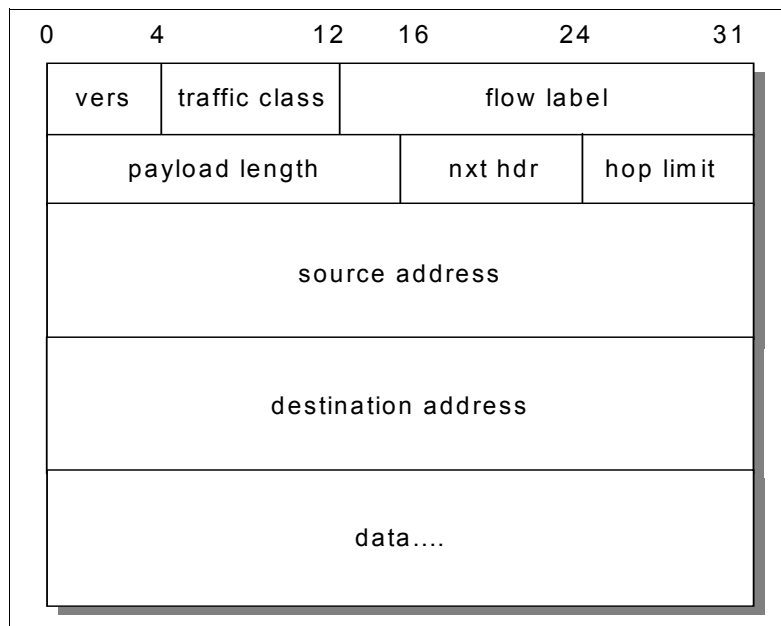 0 4 12 16 24 31
vers traffic class flow label
payload length nxt hdr hop limit
source address
destination address
data....